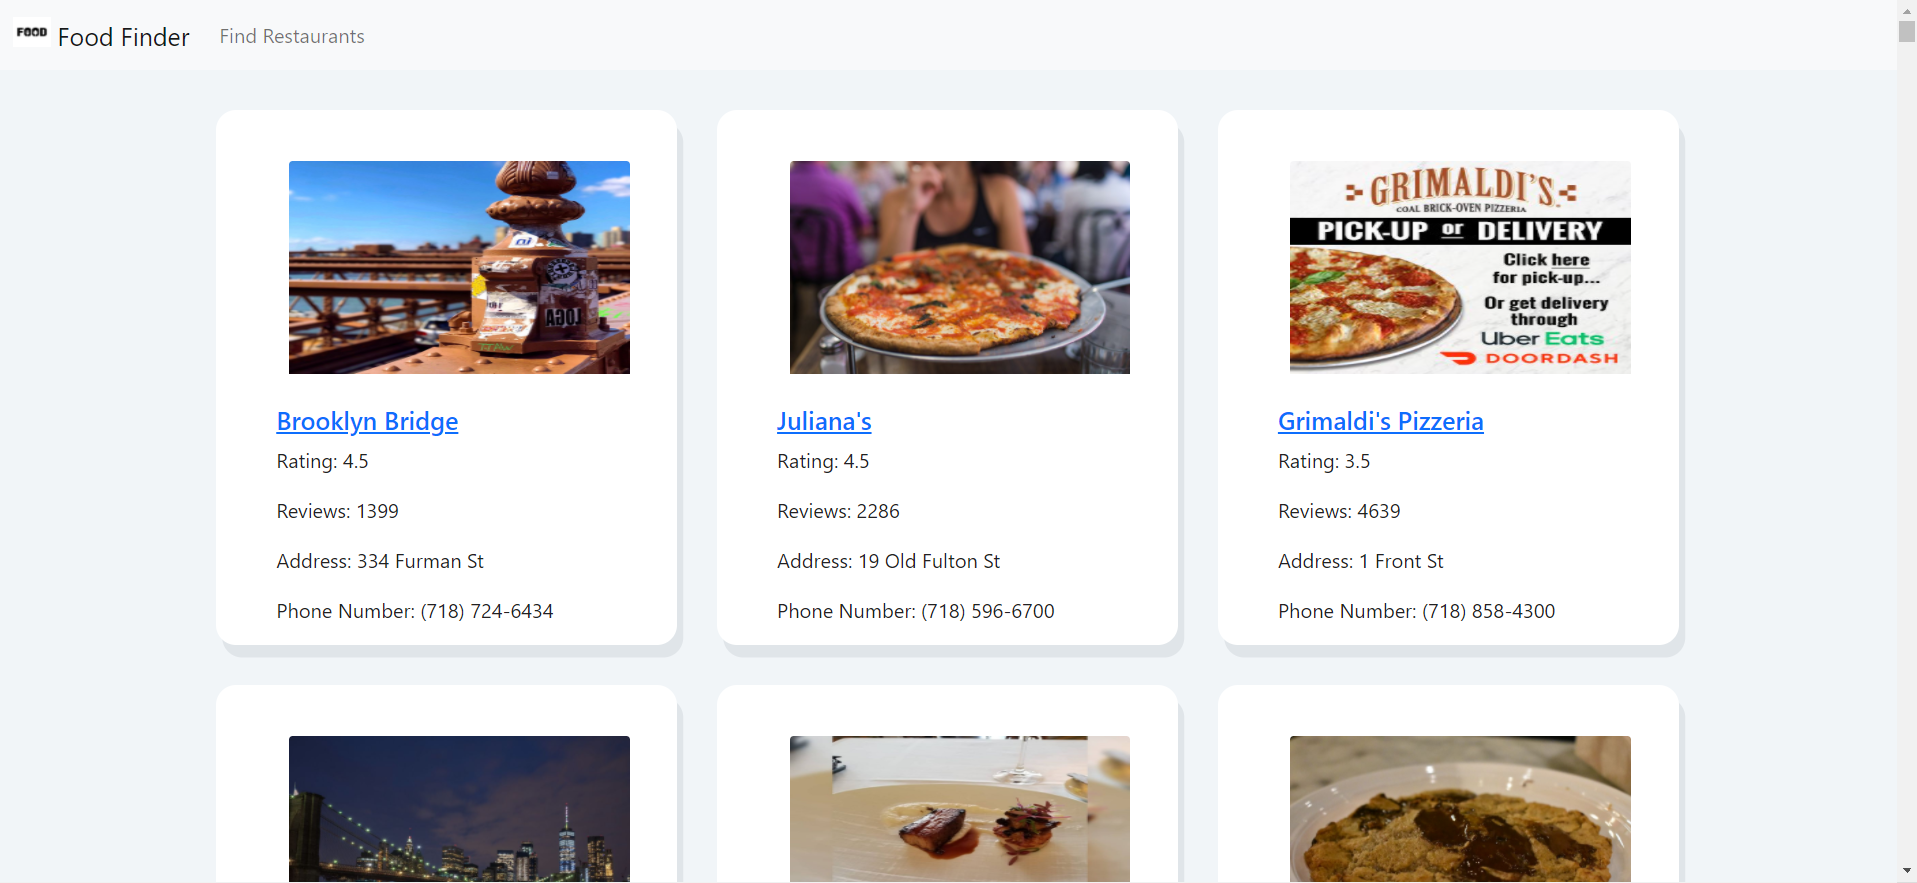 FOOD Food Finder Find Restaurants
LOCA
GRIMALDI'S
COAL BRICK-OVEN PIZZERIA
PICK-UP or DELIVERY
Click here
for pick-up...
Or get delivery
through
Uber Eats
DOORDASH
Brooklyn Bridge
Rating: 4.5
Reviews: 1399
Address: 334 Furman St
Phone Number: (718) 724-6434
Juliana's
Rating: 4.5
Reviews: 2286
Address: 19 Old Fulton St
Phone Number: (718) 596-6700
Grimaldi's Pizzeria
Rating: 3.5
Reviews: 4639
Address: 1 Front St
Phone Number: (718) 858-4300